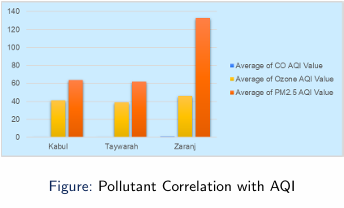 140
120
100
80
60
40
20
0
Kabul Taywarah Zaranj
Average of CO AQI Value
Average of Ozone AQI Value
Average of PM2.5 AQI Value
Figure: Pollutant Correlation with AQI